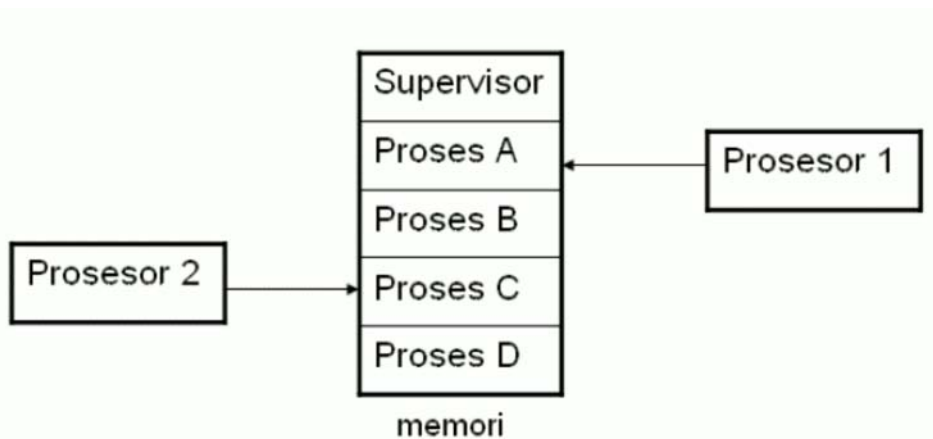 Supervisor
Proses A
Prosesor 1
Proses B
Prosesor 2
Proses C
Proses D
memori